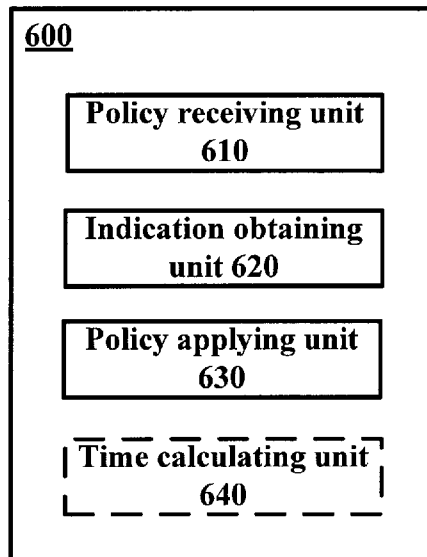 600
Policy receiving unit
610
Indication obtaining
unit 620
Policy applying unit
630
Time calculating unit
640